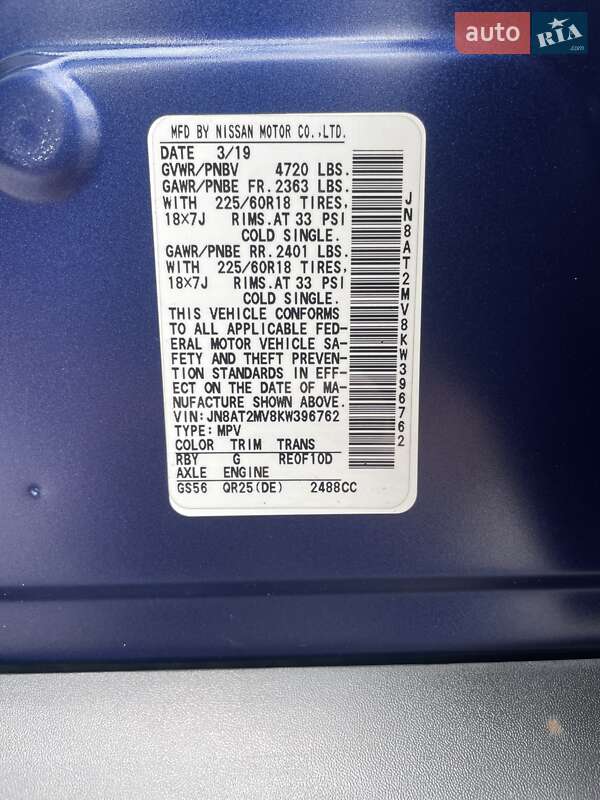 auto RIA
.com
MFD BY NISSAN MOTOR CO.,LTD.
DATE 3/19
GVWR/PNBV 4720 LBS.
GAWR/PNBE FR. 2363 LBS.
WITH 225/60R18 TIRES,
18×7J RIMS.AT 33 PSI
COLD SINGLE.
GAWR/PNBE RR. 2401 LBS.
WITH 225/60R18 TIRES,
18×7J RIMS.AT 33 PSI
COLD SINGLE.
THIS VEHICLE CONFORMS
TO ALL APPLICABLE FED-
ERAL MOTOR VEHICLE SA-
FETY AND THEFT PREVEN-
TION STANDARDS IN EFF-
ECT ON THE DATE OF MA-
NUFACTURE SHOWN ABOVE.
VIN:JN8AT2MV8KW396762
TYPE:MPV
COLOR TRIM TRANS
RBY G RE0F10D
AXLE ENGINE
GS56 QR25(DE) 2488CC
JN8AT2MV8KW396762